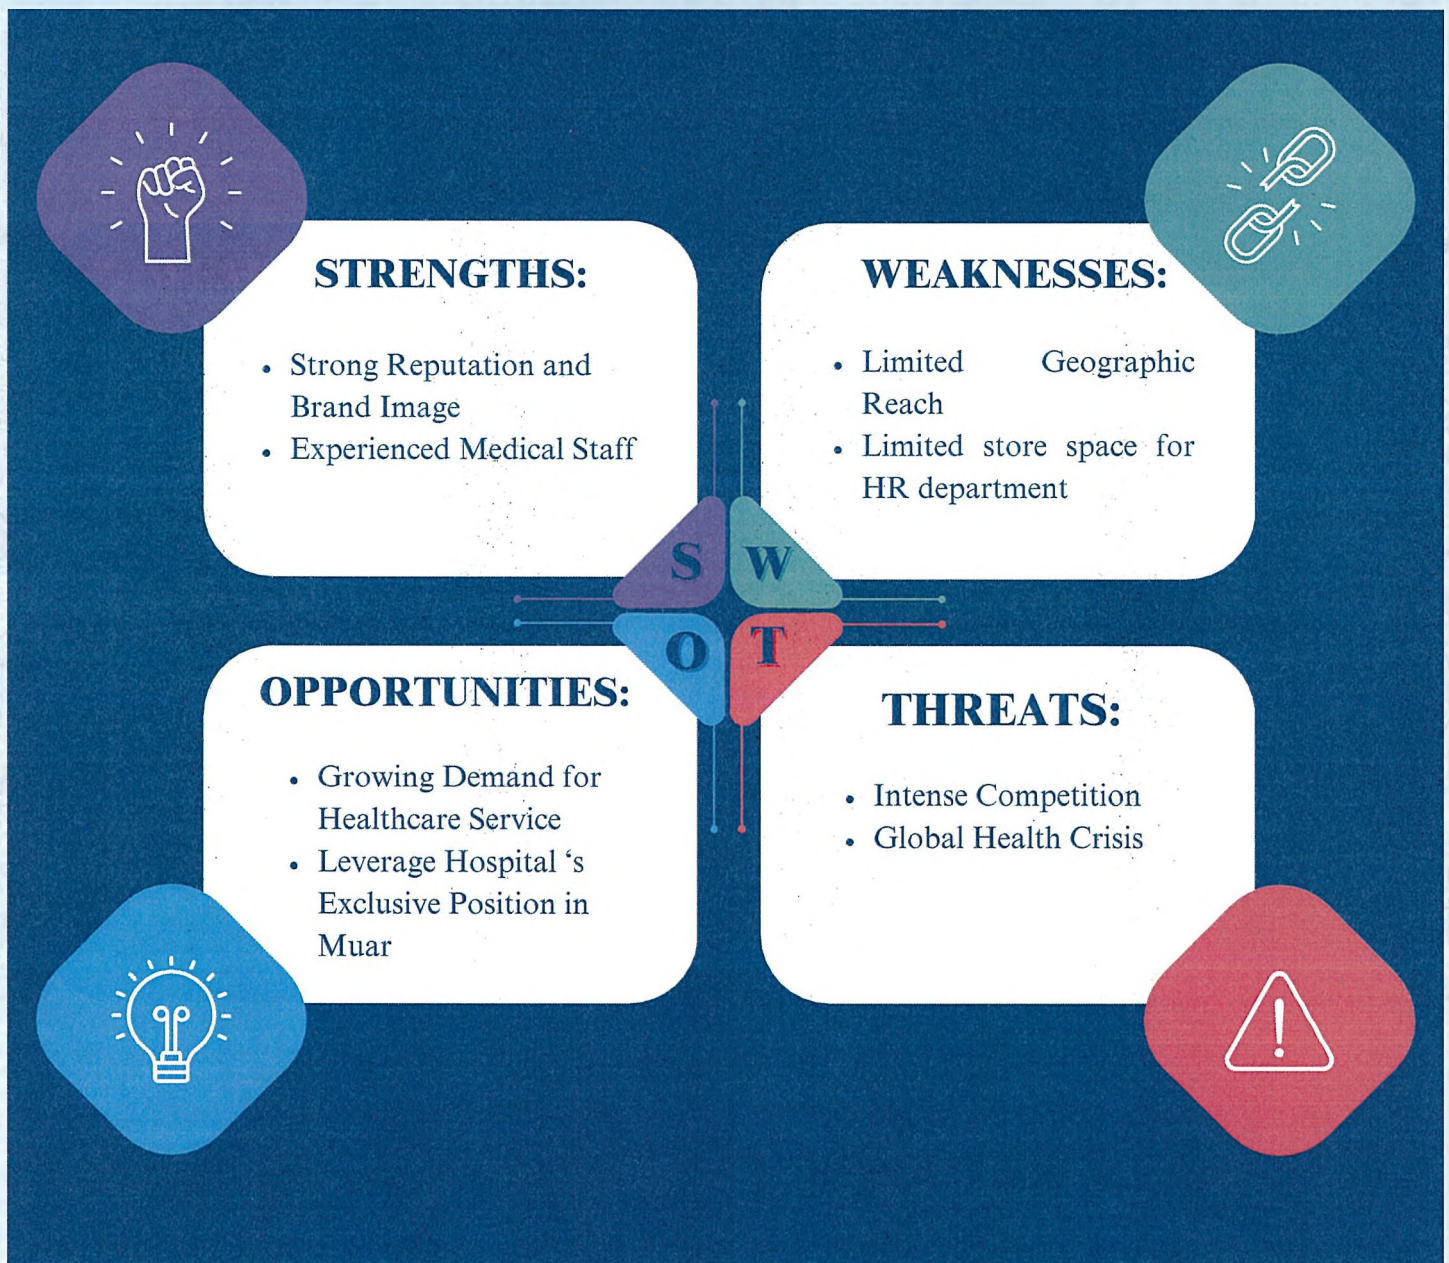 STRENGTHS:
• Strong Reputation and
Brand Image
• Experienced Medical Staff
WEAKNESSES:
• Limited Geographic
Reach
• Limited store space for
HR department
S W
O T
OPPORTUNITIES:
• Growing Demand for
Healthcare Service
• Leverage Hospital ‘s
Exclusive Position in
Muar
THREATS:
• Intense Competition
• Global Health Crisis